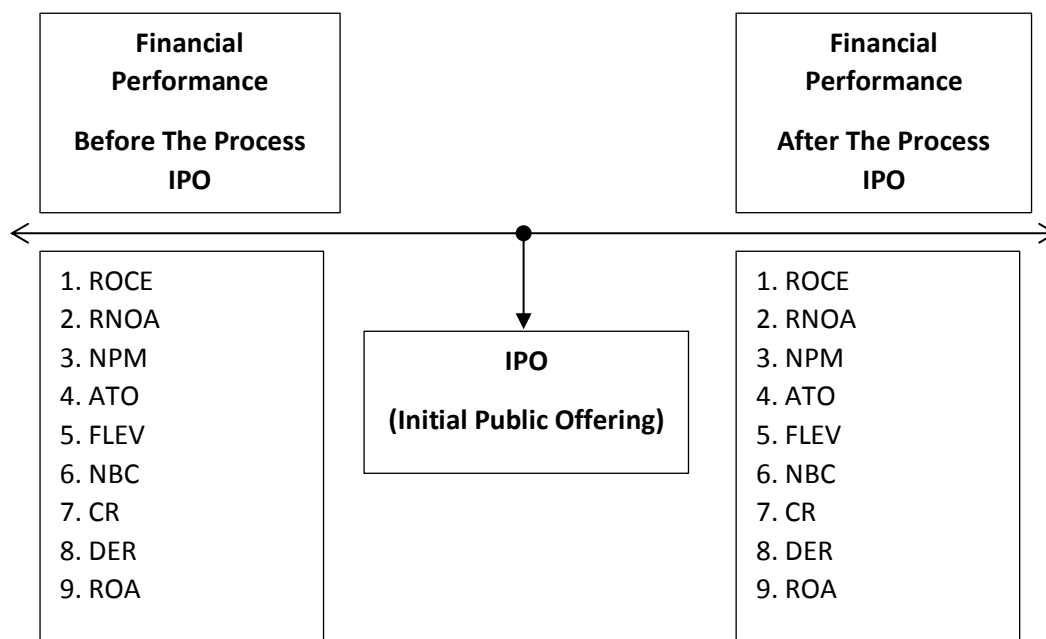 Financial
Performance
Before The Process
IPO
Financial
Performance
After The Process
IPO
1. ROCE
2. RNOA
3. NPM
4. ATO
5. FLEV
6. NBC
7. CR
8. DER
9. ROA
IPO
(Initial Public Offering)
1. ROCE
2. RNOA
3. NPM
4. ATO
5. FLEV
6. NBC
7. CR
8. DER
9. ROA